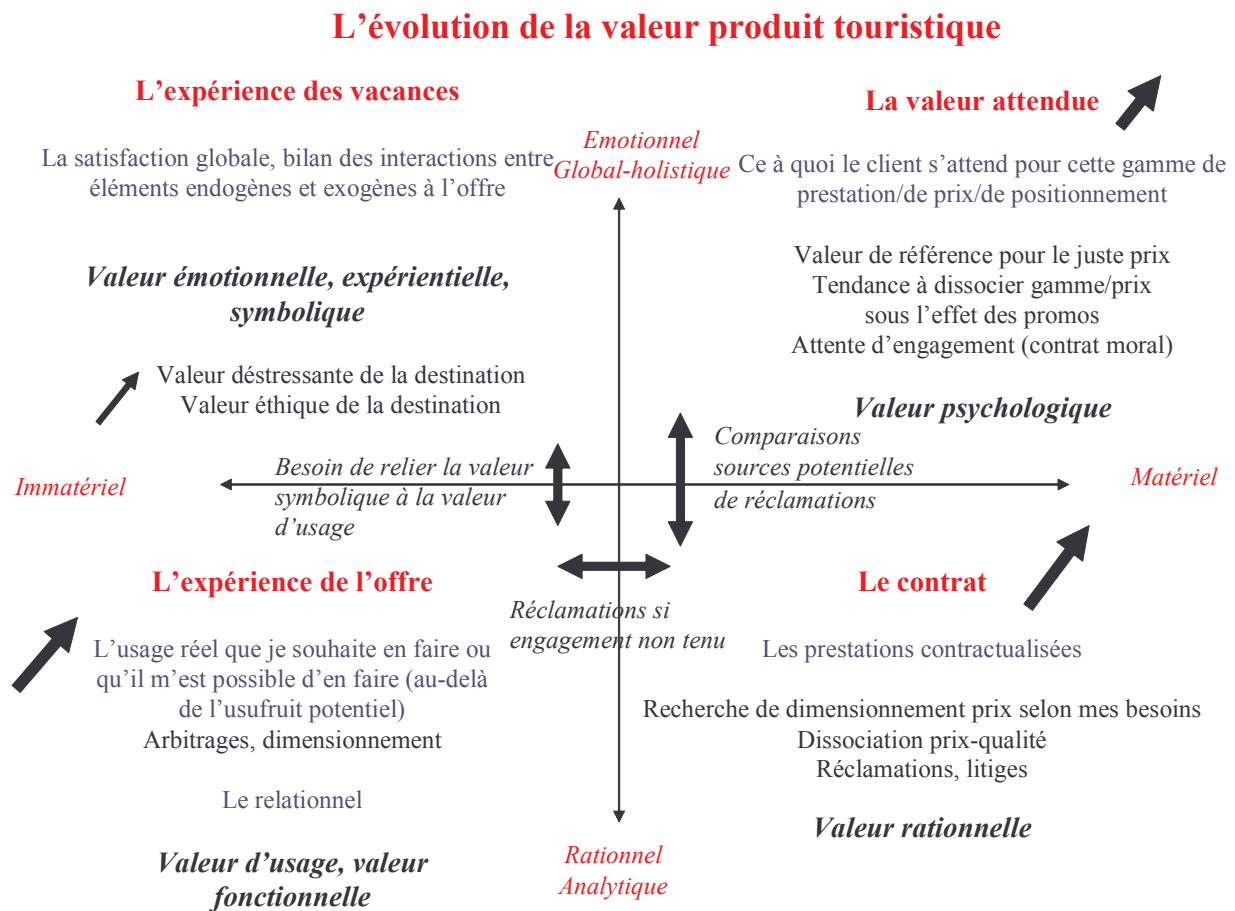 L’évolution de la valeur produit touristique
L’expérience des vacances
La satisfaction globale, bilan des interactions entre
éléments endogènes et exogènes à l’offre
Valeur émotionnelle, expérientielle,
symbolique
Valeur déstressante de la destination
Valeur éthique de la destination
Emotionnel
Global-holistique
La valeur attendue
Ce à quoi le client s’attend pour cette gamme de
prestation/de prix/de positionnement
Valeur de référence pour le juste prix
Tendance à dissocier gamme/prix
sous l’effet des promos
Attente d’engagement (contrat moral)
Valeur psychologique
Immatériel
Besoin de relier la valeur
symbolique à la valeur
d’usage
Comparaisons
sources potentielles
de réclamations
Matériel
L’expérience de l’offre
L’usage réel que je souhaite en faire ou
qu’il m’est possible d’en faire (au-delà
de l’usufruit potentiel)
Arbitrages, dimensionnement
Le relationnel
Valeur d’usage, valeur
fonctionnelle
Réclamations si
engagement non tenu
Rationnel
Analytique
Le contrat
Les prestations contractualisées
Recherche de dimensionnement prix selon mes besoins
Dissociation prix-qualité
Réclamations, litiges
Valeur rationnelle